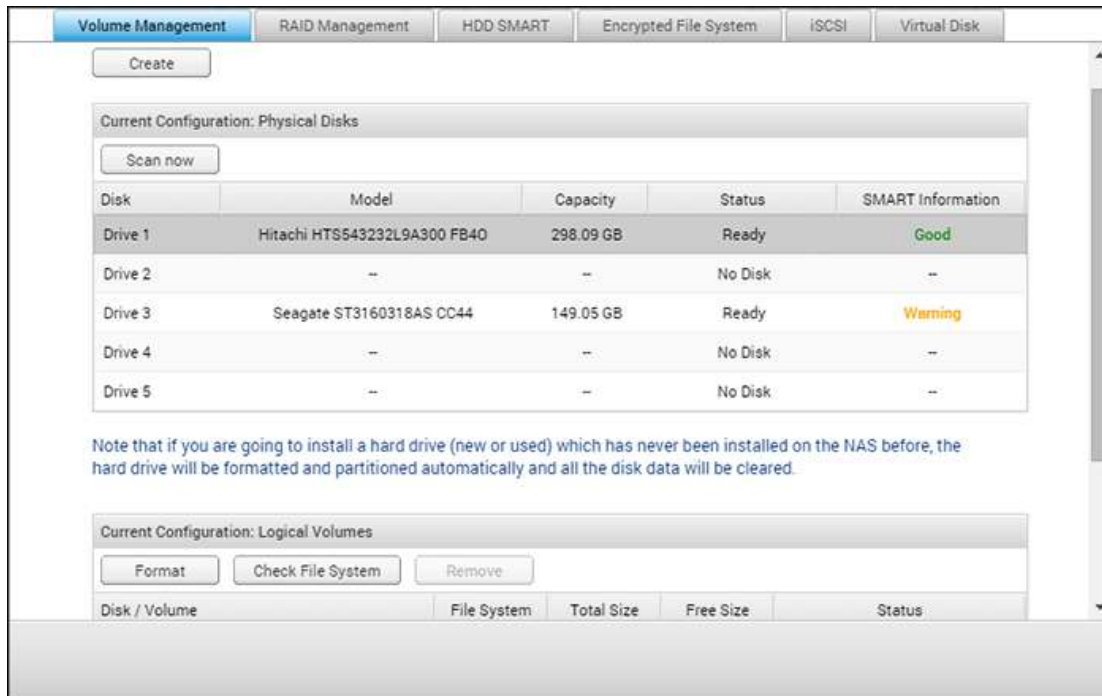 Volume Management RAID Management HDD SMART Encrypted File System iSCSI Virtual Disk
Create
Current Configuration: Physical Disks
Scan now
Disk Model Capacity Status SMART Information
Drive 1 Hitachi HTS543232L9A300 FB4O 298.09 GB Ready Good
Drive 2 -- -- No Disk --
Drive 3 Seagate ST3160318AS CC44 149.05 GB Ready Warning
Drive 4 -- -- No Disk --
Drive 5 -- -- No Disk --
Note that if you are going to install a hard drive (new or used) which has never been installed on the NAS before, the
hard drive will be formatted and partitioned automatically and all the disk data will be cleared.
Current Configuration: Logical Volumes
Format Check File System Remove
Disk / Volume File System Total Size Free Size Status